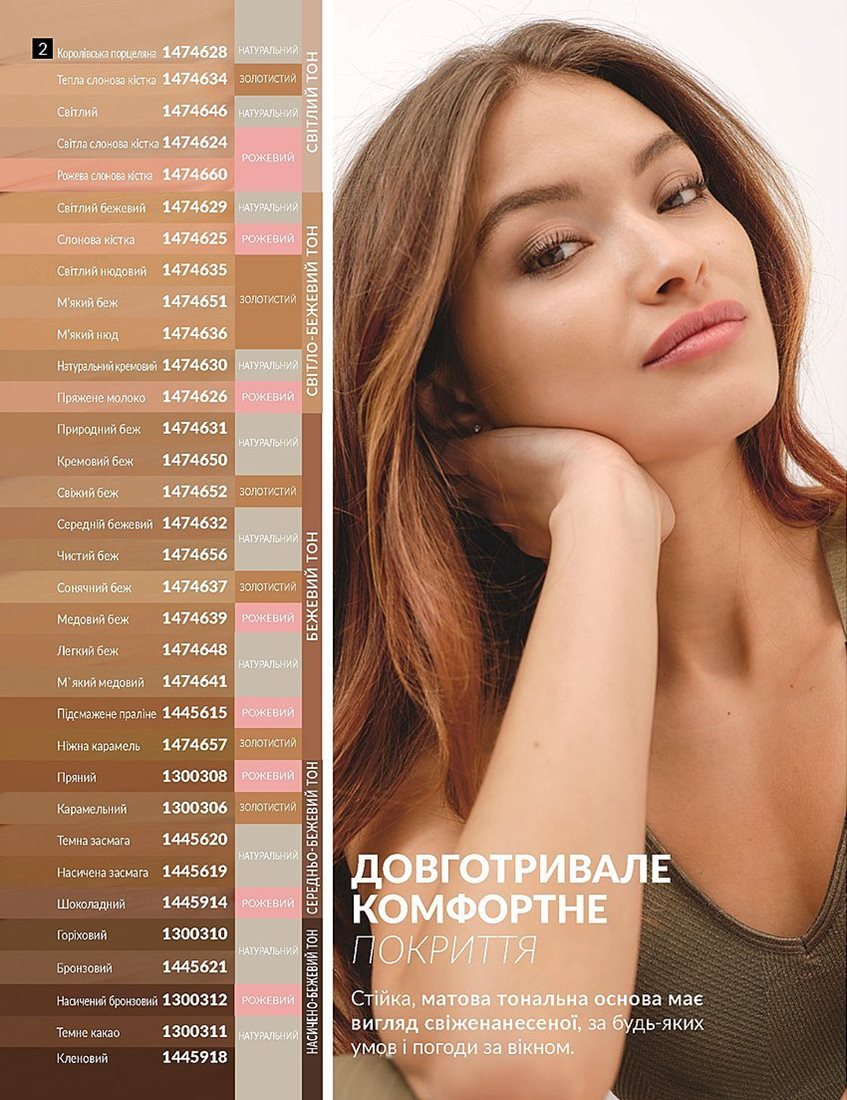 2
Королівська порцеляна 1474628 НАТУРАЛЬНИЙ
Тепла слонова кістка 1474634 ЗОЛОТИСТИЙ
Світлий 1474646 НАТУРАЛЬНИЙ
Світла слонова кістка 1474624
РОЖЕВИЙ
Рожева слонова кістка 1474660
СВІТЛИЙ ТОН
Світлий бежевий 1474629 НАТУРАЛЬНИЙ
Слонова кістка 1474625 РОЖЕВИЙ
Світлий нюдовий 1474635
М'який беж 1474651 ЗОЛОТИСТИЙ
М'який нюд 1474636
Натуральний кремовий 1474630 НАТУРАЛЬНИЙ
Пряжене молоко 1474626 РОЖЕВИЙ
СВІТЛО-БЕЖЕВИЙ ТОН
Природний беж 1474631
НАТУРАЛЬНИЙ
Кремовий беж 1474650
Свіжий беж 1474652 ЗОЛОТИСТИЙ
Середній бежевий 1474632
НАТУРАЛЬНИЙ
Чистий беж 1474656
Сонячний беж 1474637 ЗОЛОТИСТИЙ
Медовий беж 1474639 РОЖЕВИЙ
Легкий беж 1474648
НАТУРАЛЬНИЙ
М`який медовий 1474641
Підсмажене праліне 1445615 РОЖЕВИЙ
Ніжна карамель 1474657 ЗОЛОТИСТИЙ
БЕЖЕВИЙ ТОН
Пряний 1300308 РОЖЕВИЙ
Карамельний 1300306 ЗОЛОТИСТИЙ
Темна засмага 1445620
НАТУРАЛЬНИЙ
Насичена засмага 1445619
Шоколадний 1445914 РОЖЕВИЙ
СЕРЕДНЬО-БЕЖЕВИЙ ТОН
Горіховий 1300310
НАТУРАЛЬНИЙ
Бронзовий 1445621
Насичений бронзовий 1300312 РОЖЕВИЙ
Темне какао 1300311
НАТУРАЛЬНИЙ
Кленовий 1445918
НАСИЧЕНО-БЕЖЕВИЙ ТОН
ДОВГОТРИВАЛЕ
КОМФОРТНЕ
ПОКРИТТЯ
Стійка, матова тональна основа має
вигляд свіженанесеної, за будь-яких
умов і погоди за вікном.